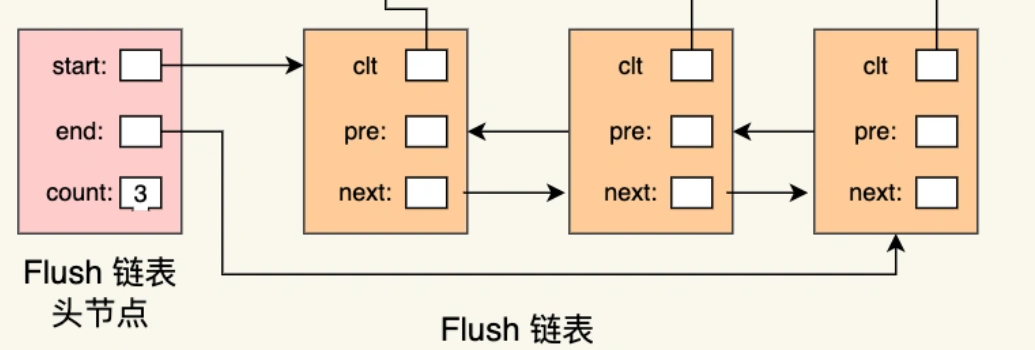 start:
end:
count: 3
clt
pre:
next:
clt
pre:
next:
clt
pre:
next:
Flush 链表
头节点
Flush 链表